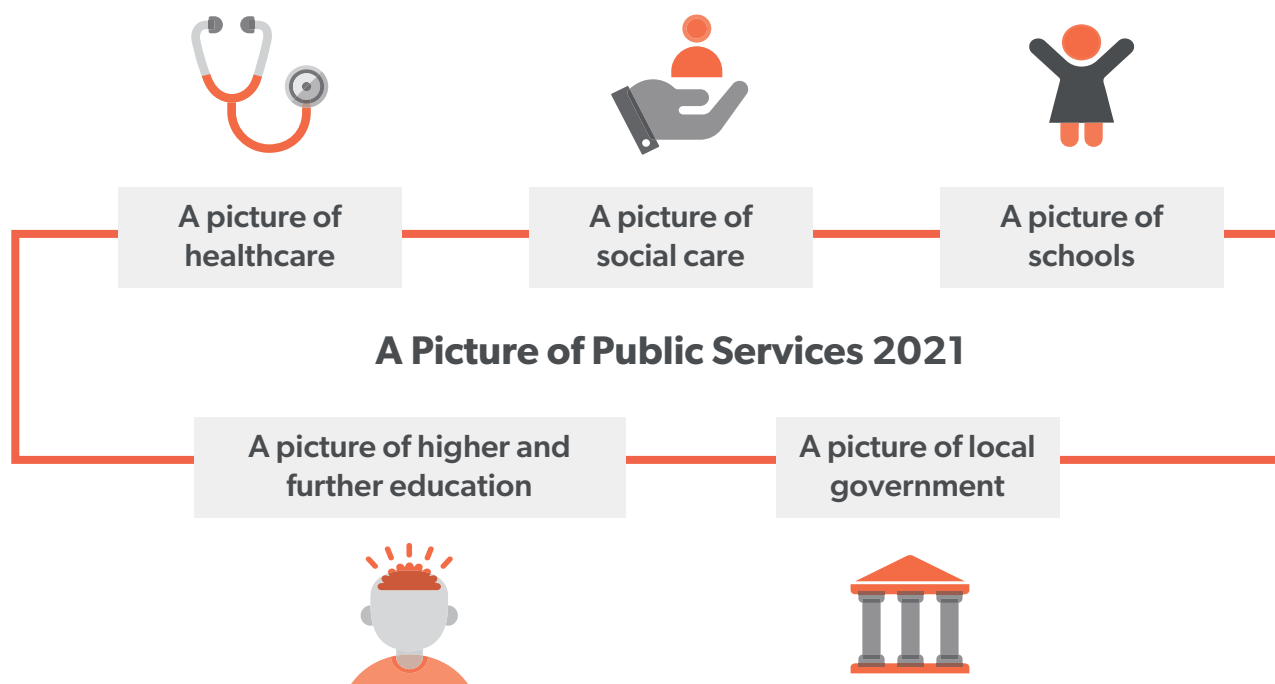 A picture of
healthcare
A picture of
social care
A picture of
schools
A Picture of Public Services 2021
A picture of higher and
further education
A picture of local
government